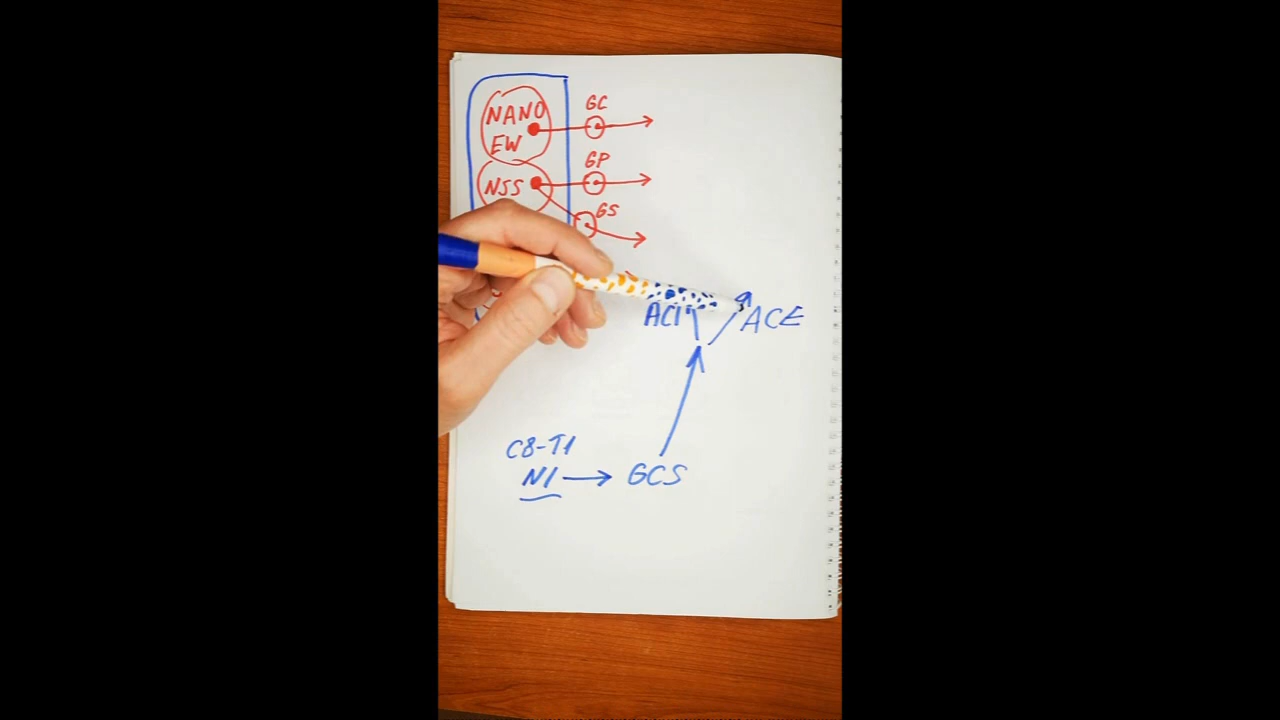 NANO
EW
GC
GP
NSS
GS
ACI
ACE
C8-T1
NI
GCS